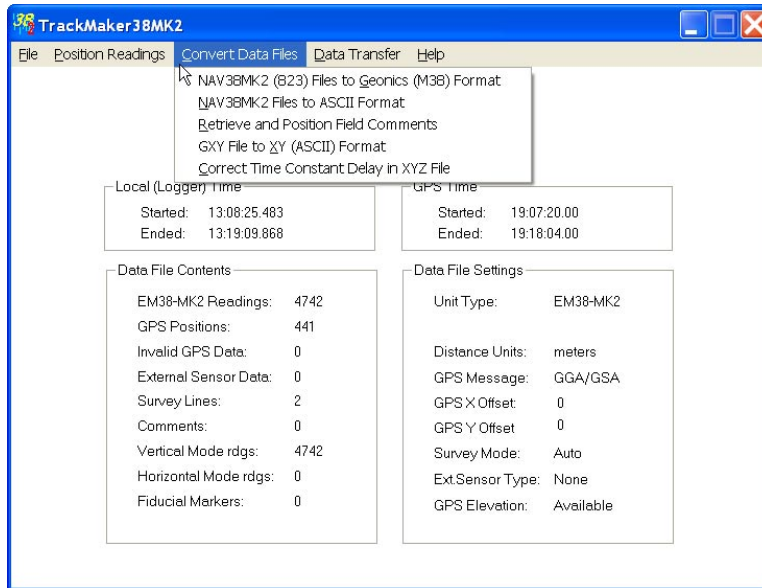 TrackMaker38MK2
File Position Readings Convert Data Files Data Transfer Help
NAV38MK2 (B23) Files to Geonics (M38) Format
NAV38MK2 Files to ASCII Format
Retrieve and Position Field Comments
GXY File to XY (ASCII) Format
Correct Time Constant Delay in XYZ File
Local (Logger) Time
Started: 13:08:25.483
Ended: 13:19:09.868
GPS Time
Started: 19:07:20.00
Ended: 19:18:04.00
Data File Contents
EM38-MK2 Readings: 4742
GPS Positions: 441
Invalid GPS Data: 0
External Sensor Data: 0
Survey Lines: 2
Comments: 0
Vertical Mode rdgs: 4742
Horizontal Mode rdgs: 0
Fiducial Markers: 0
Data File Settings
Unit Type: EM38-MK2
Distance Units: meters
GPS Message: GGA/GSA
GPS X Offset: 0
GPS Y Offset 0
Survey Mode: Auto
Ext.Sensor Type: None
GPS Elevation: Available